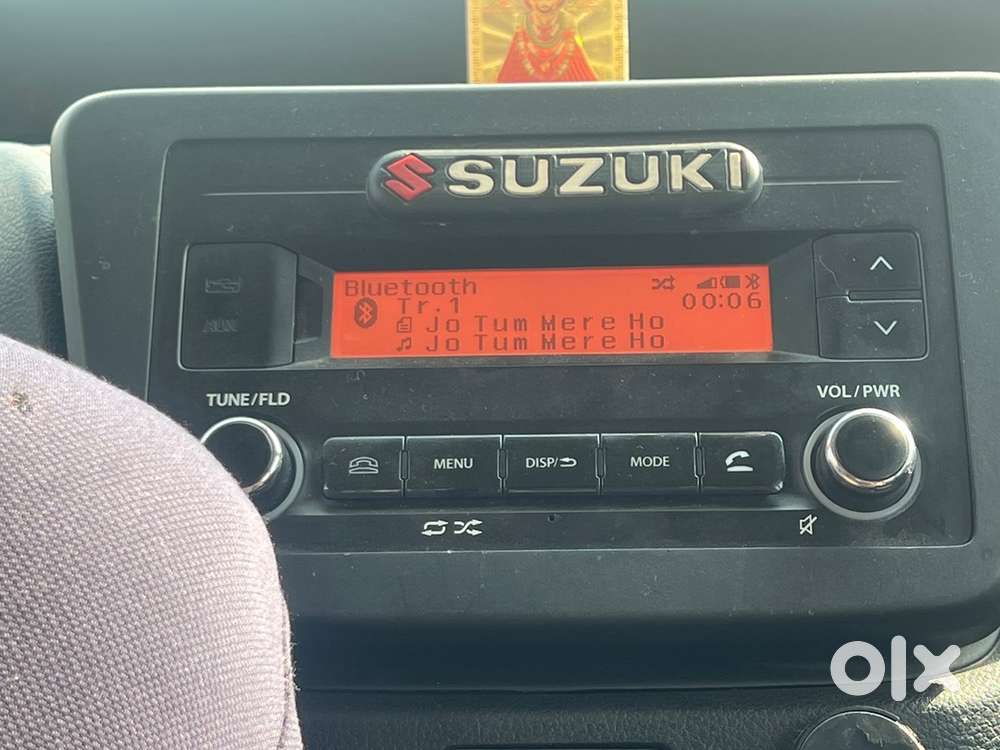 SUZUKI
Bluetooth
Tr.1 00:06
Jo Tum Mere Ho
Jo Tum Mere Ho
AUX
TUNE/FLD
VOL/PWR
MENU
DISP/
MODE
olx